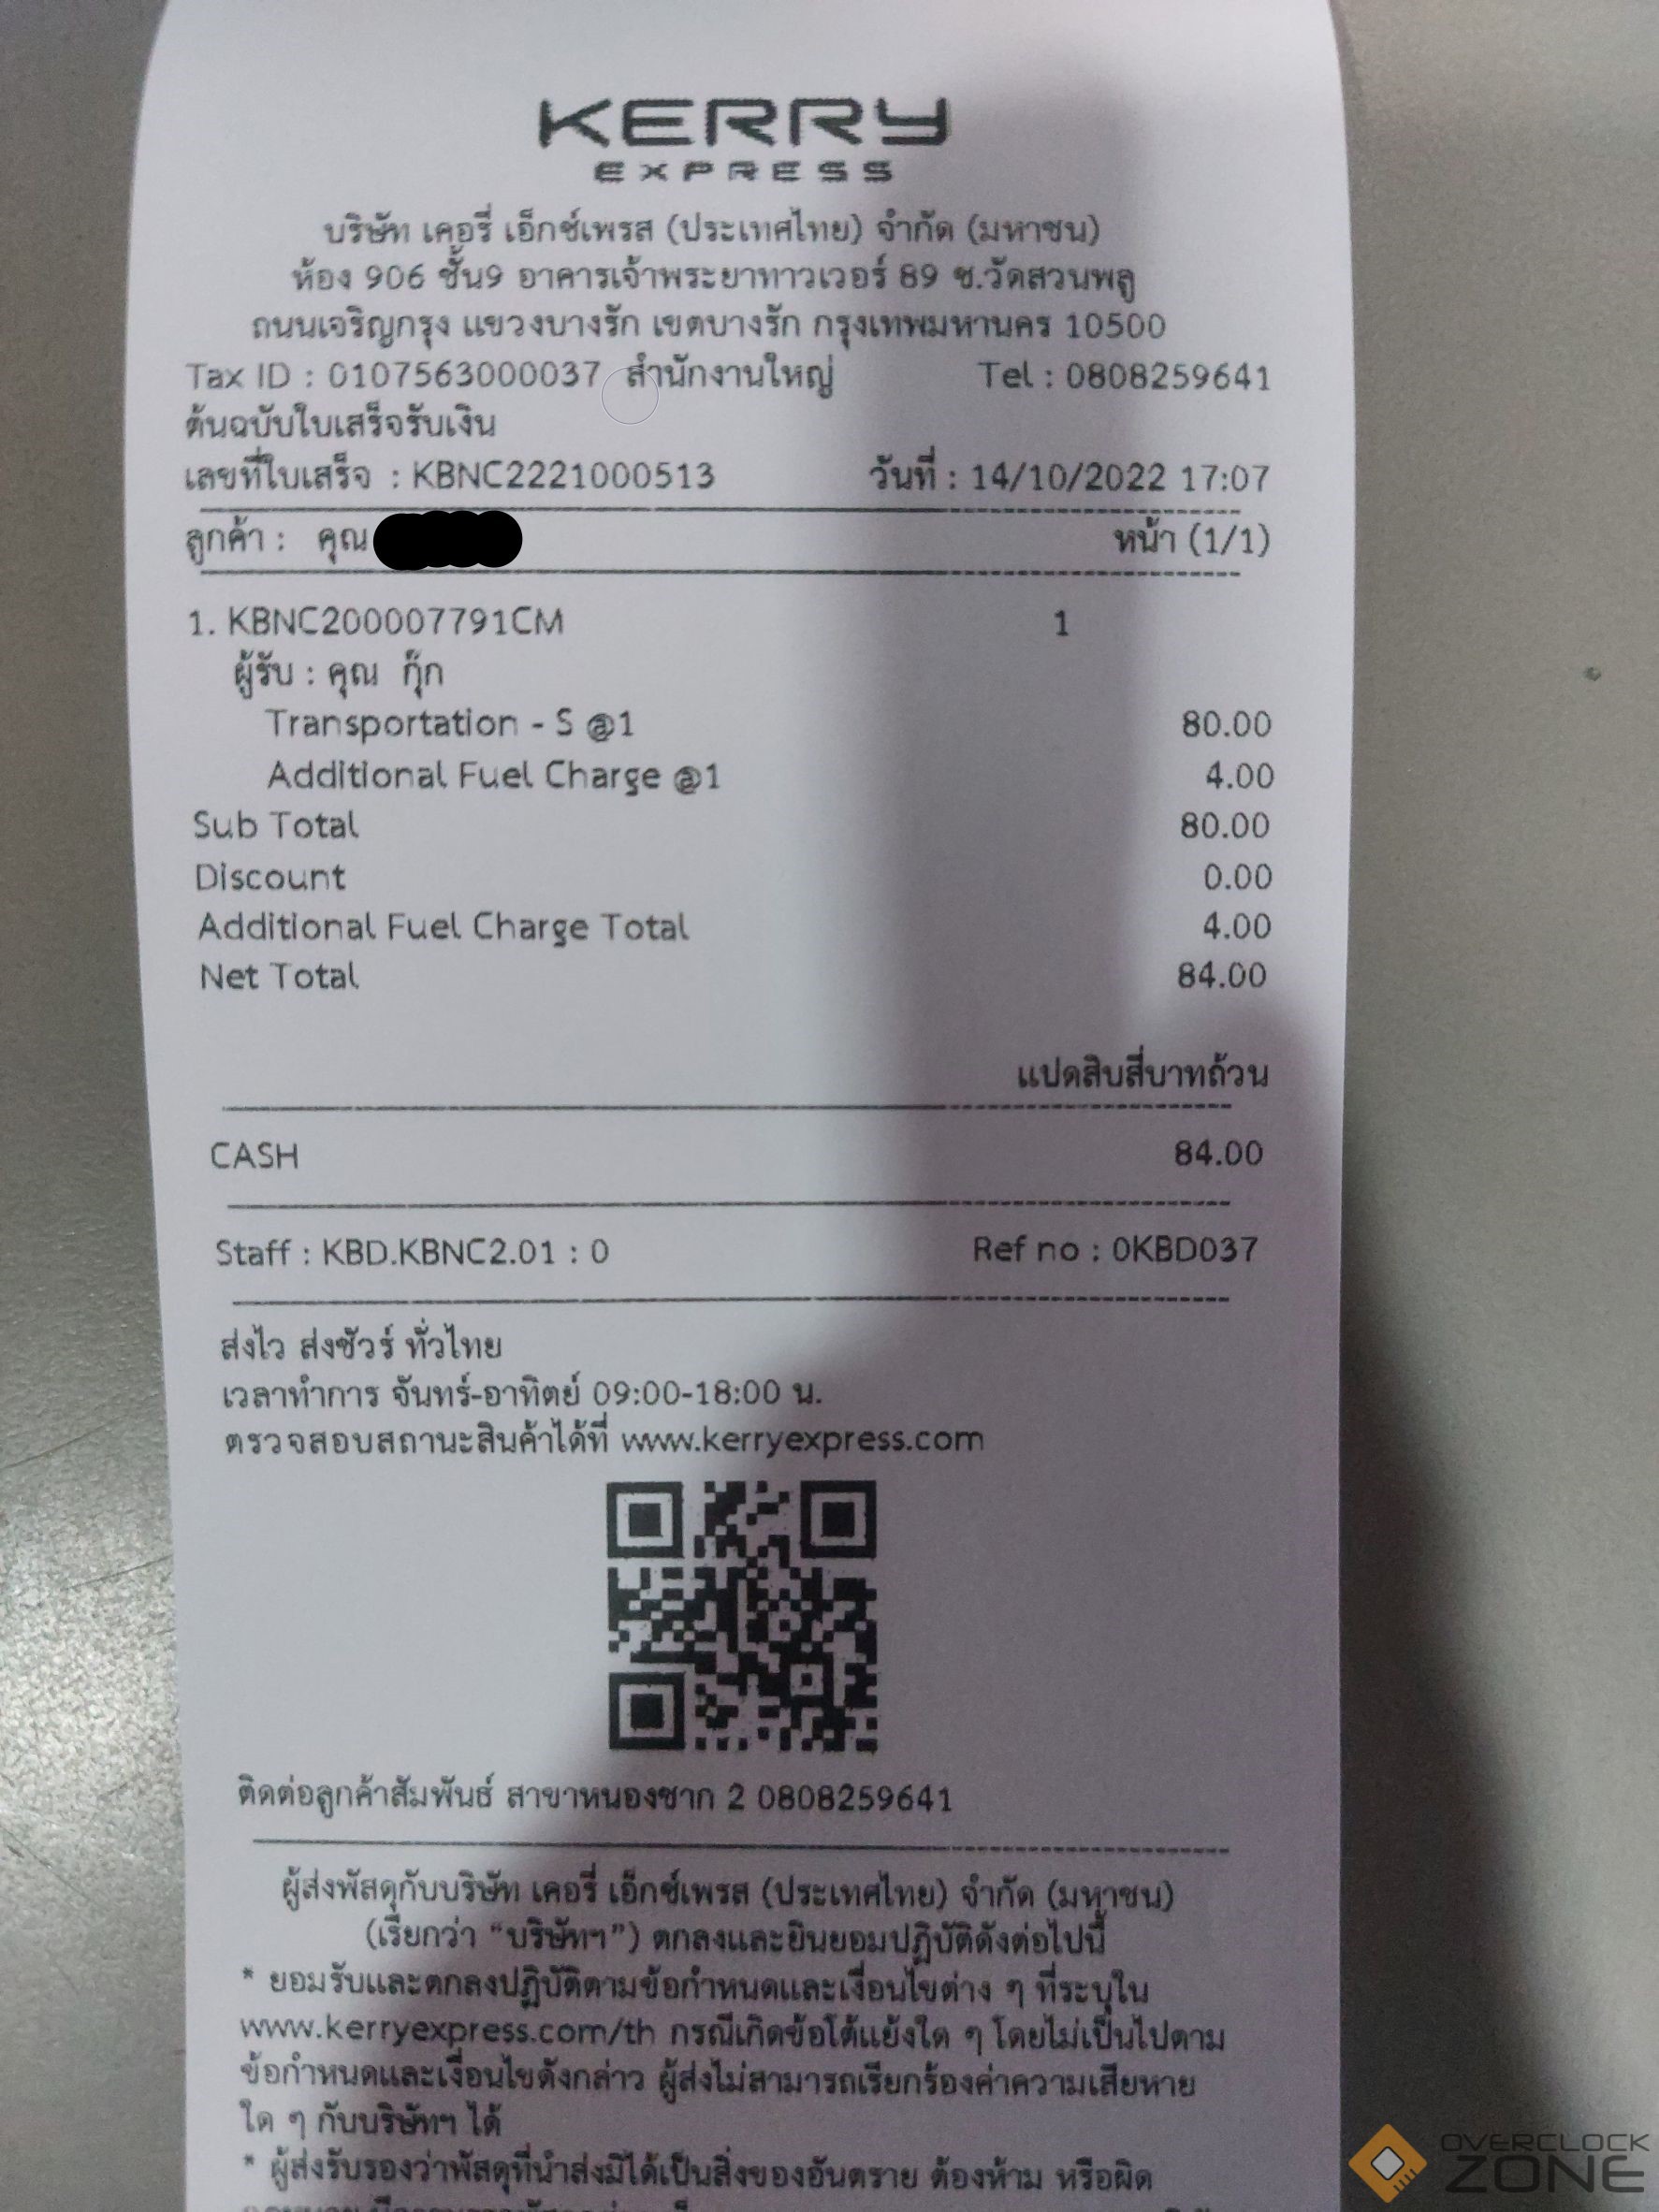 KERRY
EXPRESS
บริษัท เคอรี่ เอ็กซ์เพรส (ประเทศไทย) จำกัด (มหาชน)
ห้อง 906 ชั้น9 อาคารเจ้าพระยาทาวเวอร์ 89 ซ.วัดสวนพลู
ถนนเจริญกรุง แขวงบางรัก เขตบางรัก กรุงเทพมหานคร 10500
Tax ID : 0107563000037 สำนักงานใหญ่ Tel : 0808259641
ต้นฉบับใบเสร็จรับเงิน
เลขที่ใบเสร็จ : KBNC2221000513 วันที่ : 14/10/2022 17:07
ลูกค้า : คุณ หน้า (1/1)
1. KBNC200007791CM 1
ผู้รับ : คุณ กุ๊ก
Transportation - S @1 80.00
Additional Fuel Charge @1 4.00
Sub Total 80.00
Discount 0.00
Additional Fuel Charge Total 4.00
Net Total 84.00
แปดสิบสี่บาทถ้วน
CASH 84.00
Staff : KBD.KBNC2.01 : 0 Ref no : 0KBD037
ส่งไว ส่งชัวร์ ทั่วไทย
เวลาทำการ จันทร์-อาทิตย์ 09:00-18:00 น.
ตรวจสอบสถานะสินค้าได้ที่ www.kerryexpress.com
ติดต่อลูกค้าสัมพันธ์ สาขาหนองชาก 2 0808259641
ผู้ส่งพัสดุกับบริษัท เคอรี่ เอ็กซ์เพรส (ประเทศไทย) จำกัด (มหาชน)
(เรียกว่า "บริษัทฯ") ตกลงและยินยอมปฏิบัติดังต่อไปนี้
* ยอมรับและตกลงปฏิบัติตามข้อกำหนดและเงื่อนไขต่าง ๆ ที่ระบุใน
www.kerryexpress.com/th กรณีเกิดข้อโต้แย้งใด ๆ โดยไม่เป็นไปตาม
ข้อกำหนดและเงื่อนไขดังกล่าว ผู้ส่งไม่สามารถเรียกร้องค่าความเสียหาย
ใด ๆ กับบริษัทฯ ได้
* ผู้ส่งรับรองว่าพัสดุที่นำส่งมิได้เป็นสิ่งของอันตราย ต้องห้าม หรือผิด
OVERCLOCK
ZONE